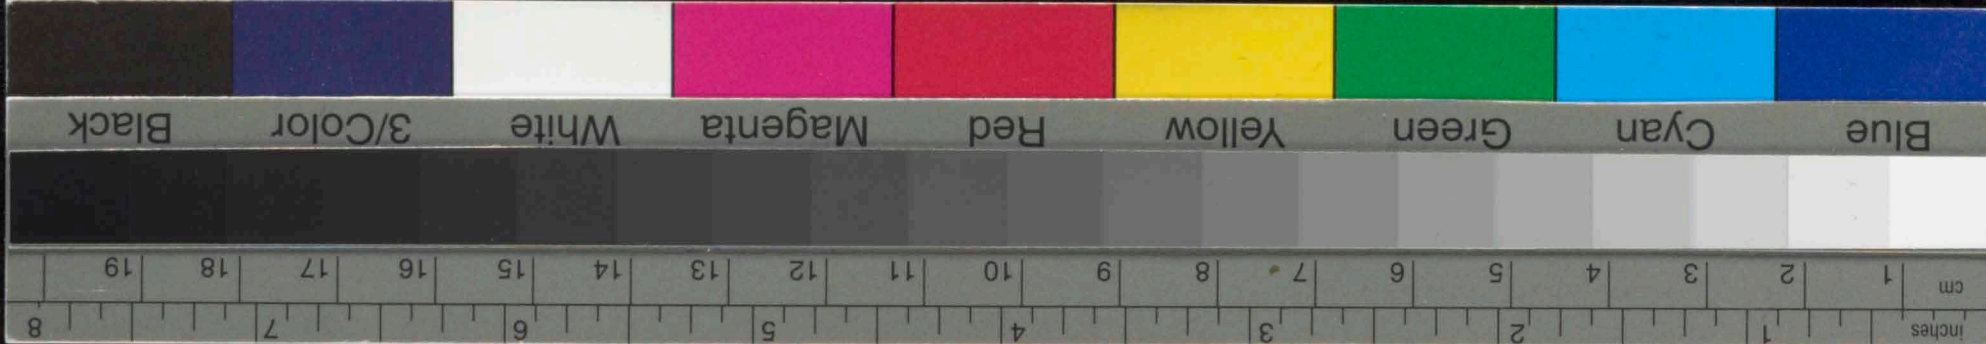 inches 1 2 3 4 5 6 7 8
cm 1 2 3 4 5 6 7 8 9 10 11 12 13 14 15 16 17 18 19
Blue Cyan Green Yellow Red Magenta White 3/Color Black